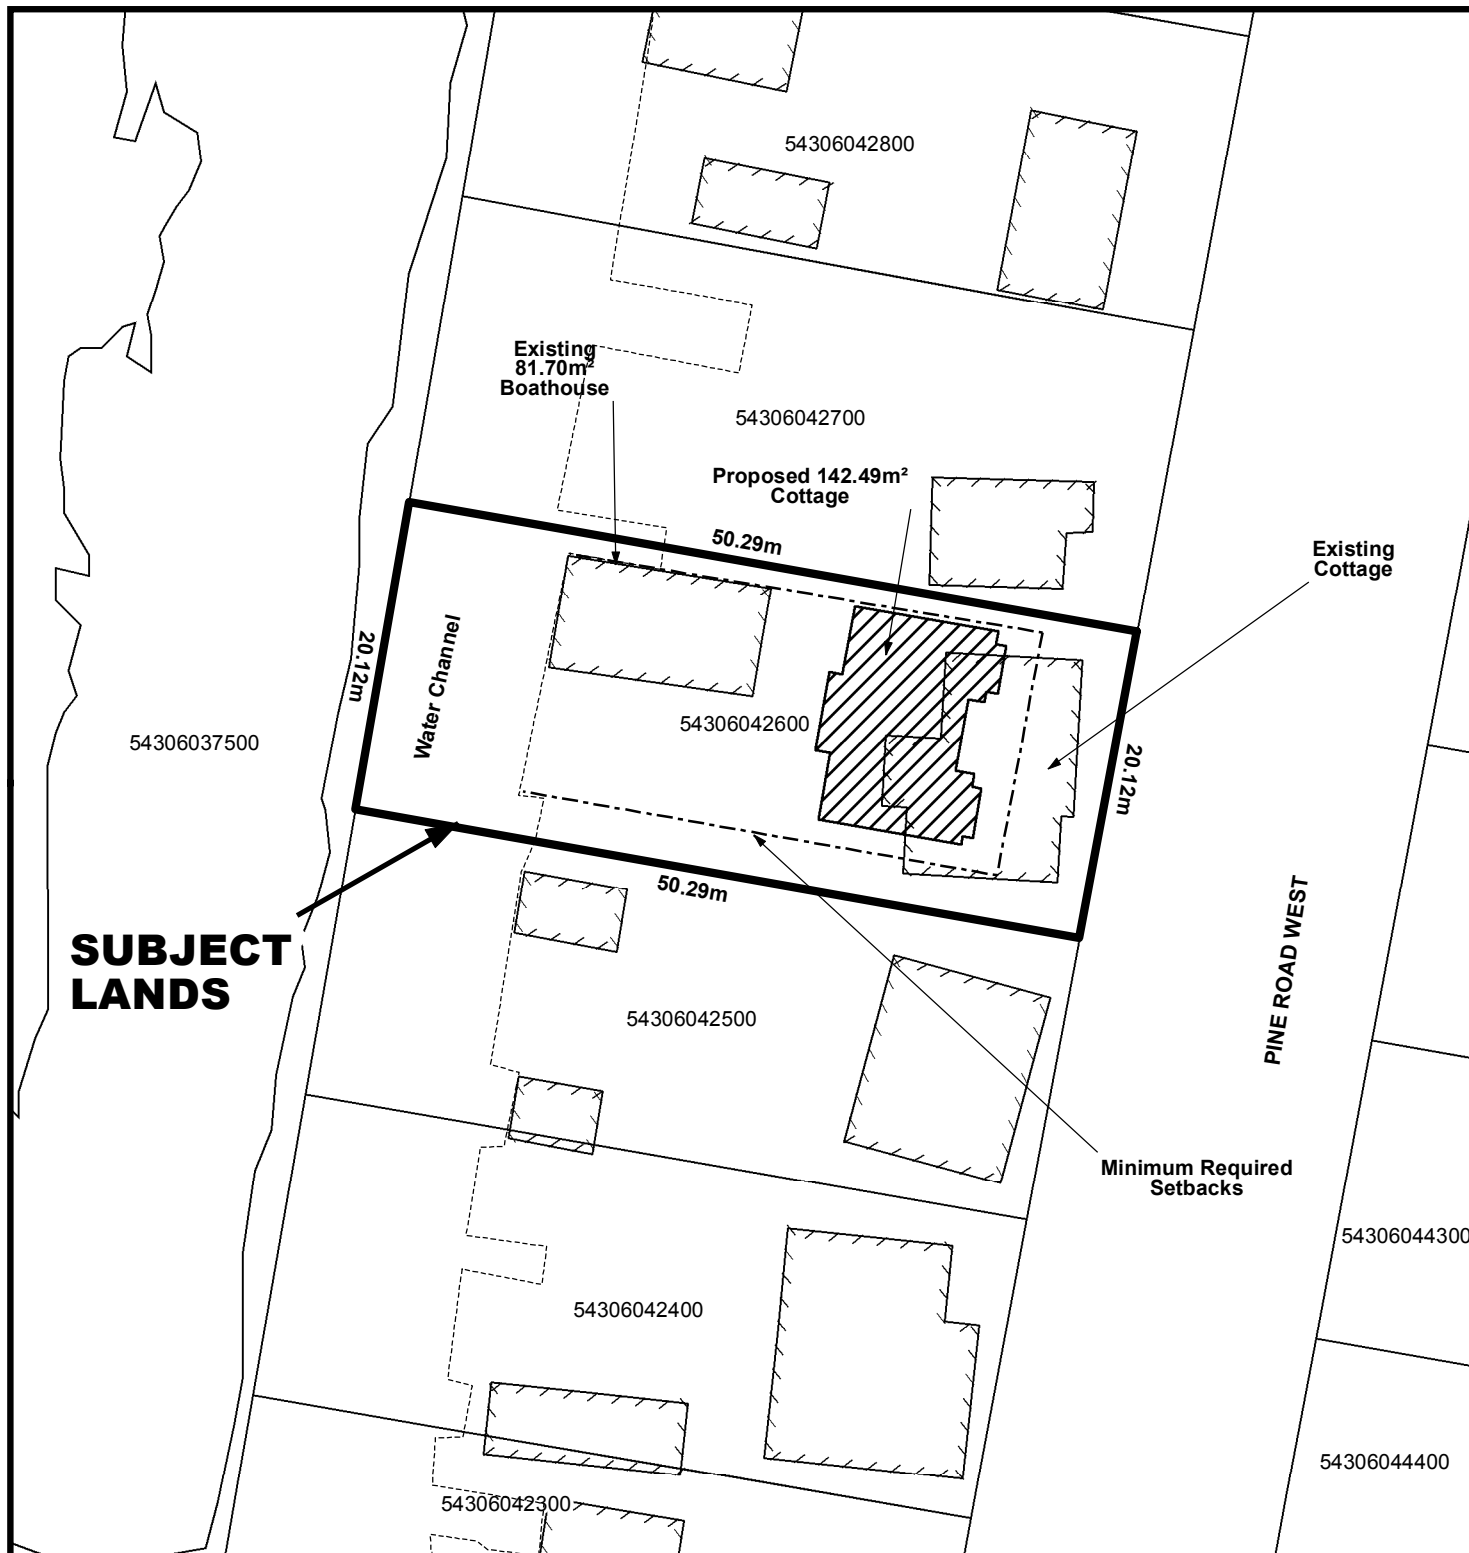 54306042800
Existing
81.70m²
Boathouse
54306042700
Proposed 142.49m²
Cottage
50.29m
Existing
Cottage
20.12m
Water Channel
54306042600
54306037500
20.12m
50.29m
SUBJECT
LANDS
PINE ROAD WEST
54306042500
Minimum Required
Setbacks
54306044300
54306042400
54306044400
54306042300